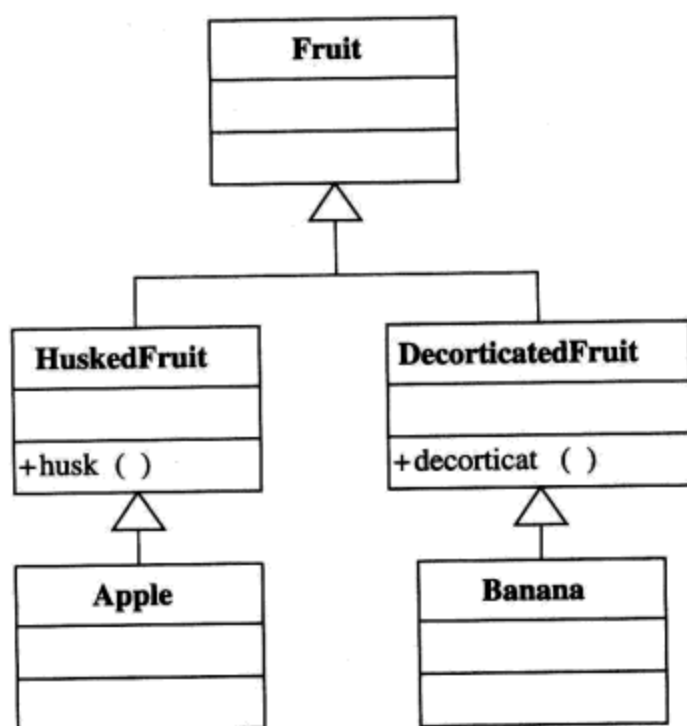 Fruit
HuskedFruit
+husk ( )
DecorticatedFruit
+decorticat ( )
Apple
Banana